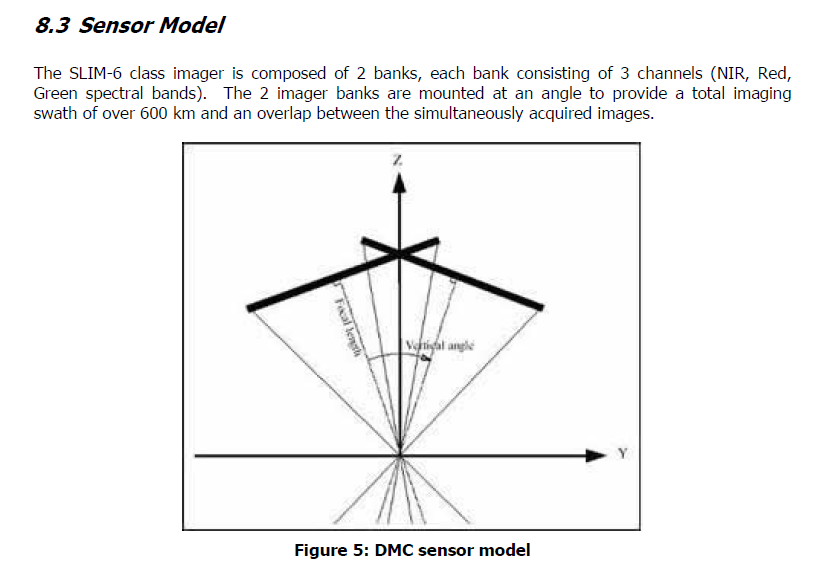 8.3 Sensor Model
The SLIM-6 class imager is composed of 2 banks, each bank consisting of 3 channels (NIR, Red,
Green spectral bands). The 2 imager banks are mounted at an angle to provide a total imaging
swath of over 600 km and an overlap between the simultaneously acquired images.
Z
Focal length
Vertical angle
Y
Figure 5: DMC sensor model